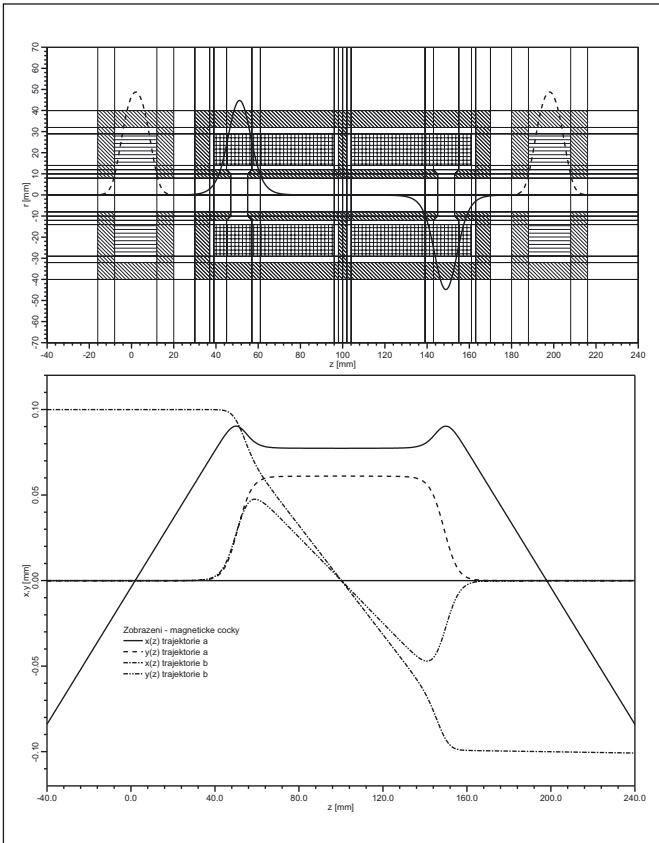 70
60
50
40
30
20
10
0
-10
-20
-30
-40
-50
-60
-70
r [mm]
-40 -20 0 20 40 60 80 100 120 140 160 180 200 220 240
z [mm]
0.10
0.05
0.00
-0.05
-0.10
x,y [mm]
Zobrazeni - magneticke cocky
x(z) trajektorie a
y(z) trajektorie a
x(z) trajektorie b
y(z) trajektorie b
-40.0 0.0 40.0 80.0 120.0 160.0 200.0 240.0
z [mm]